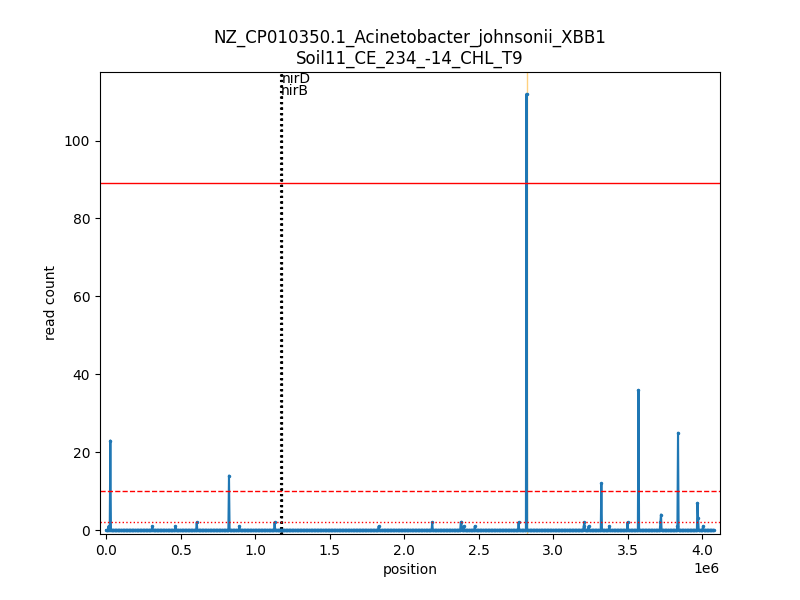 NZ_CP010350.1_Acinetobacter_johnsonii_XBB1
Soil11_CE_234_-14_CHL_T9
nirD
nirB
100
80
60
40
20
0
read count
0.0 0.5 1.0 1.5 2.0 2.5 3.0 3.5 4.0
1e6
position